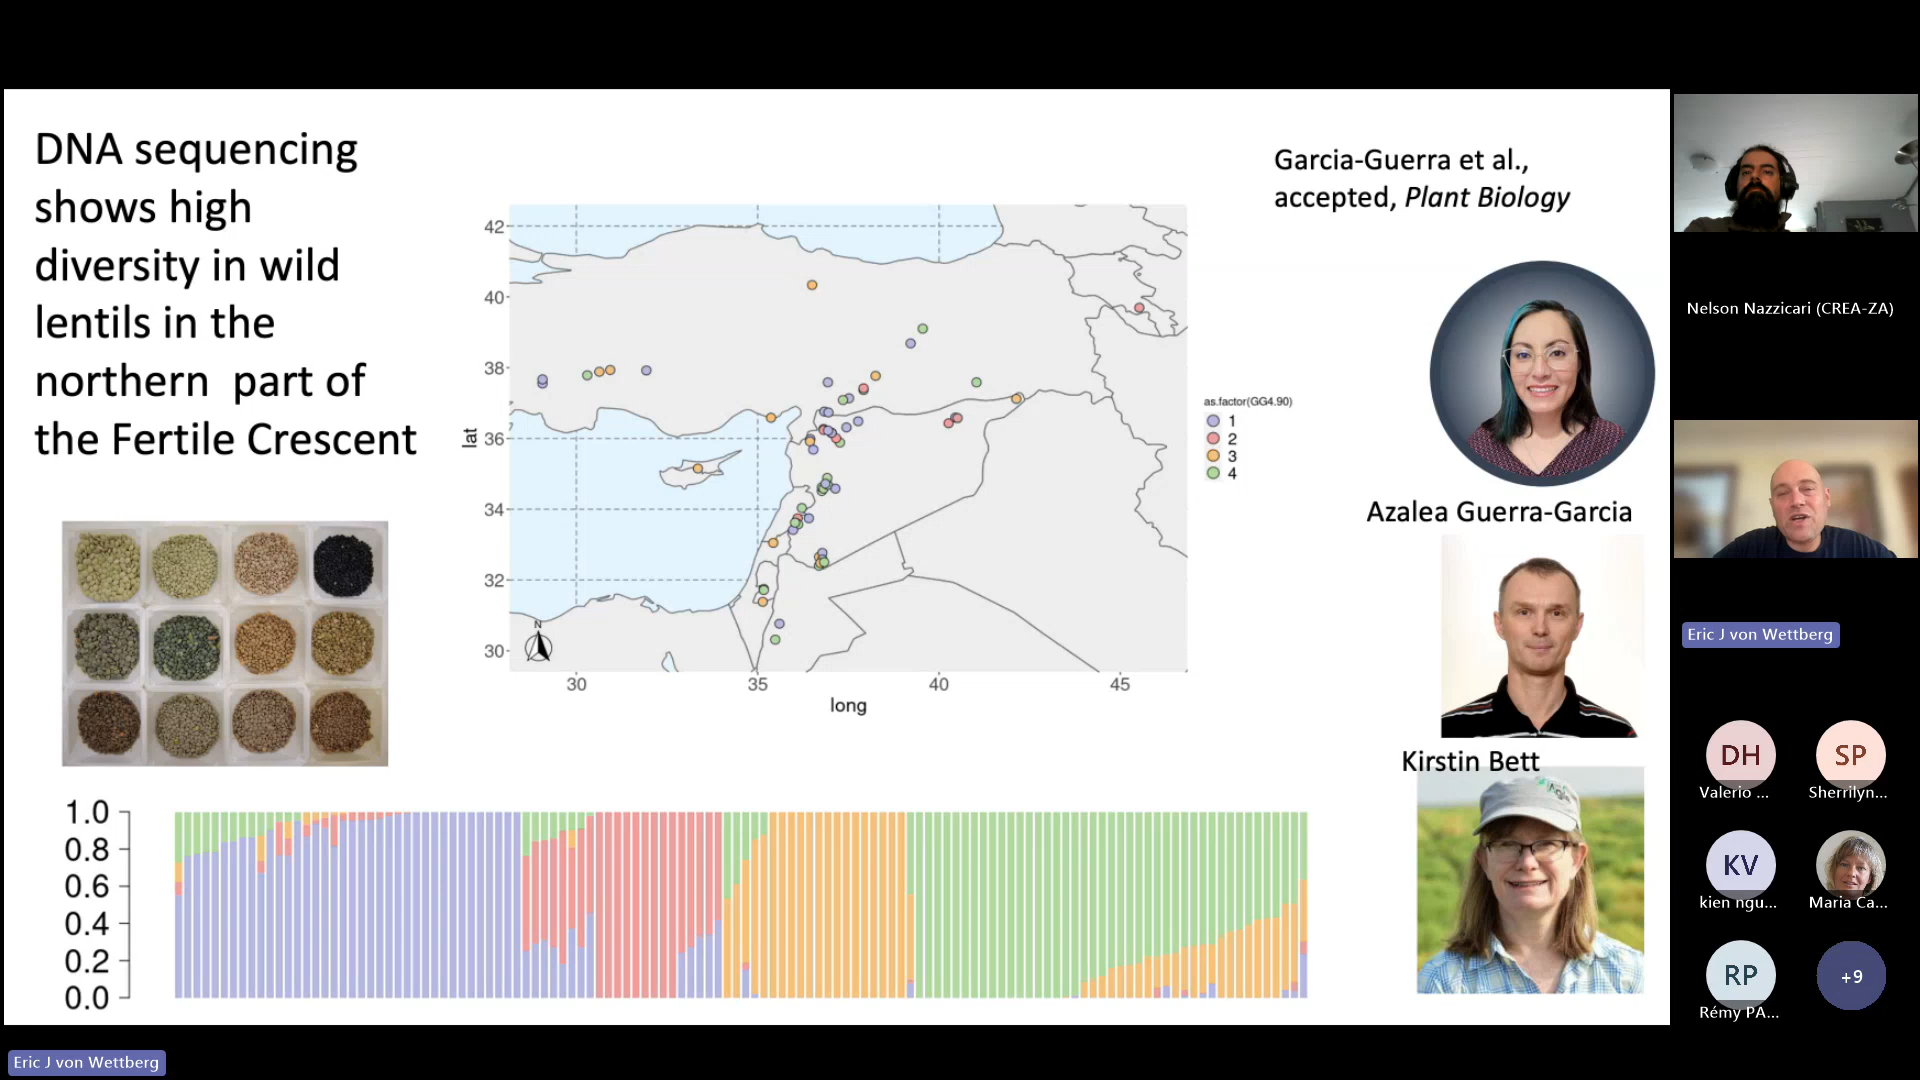 DNA sequencing
shows high
diversity in wild
lentils in the
northern part of
the Fertile Crescent
Garcia-Guerra et al.,
accepted, Plant Biology
42
40
38
36
34
32
30
lat
N
30
35
40
45
long
as.factor(GG4.90)
1
2
3
4
Azalea Guerra-Garcia
Kirstin Bett
1.0
0.8
0.6
0.4
0.2
0.0
Nelson Nazzicari (CREA-ZA)
Eric J von Wettberg
DH
Valerio ...
SP
Sherrilyn...
KV
kien ngu...
Maria Ca...
RP
Rémy PA...
+9
Eric J von Wettberg